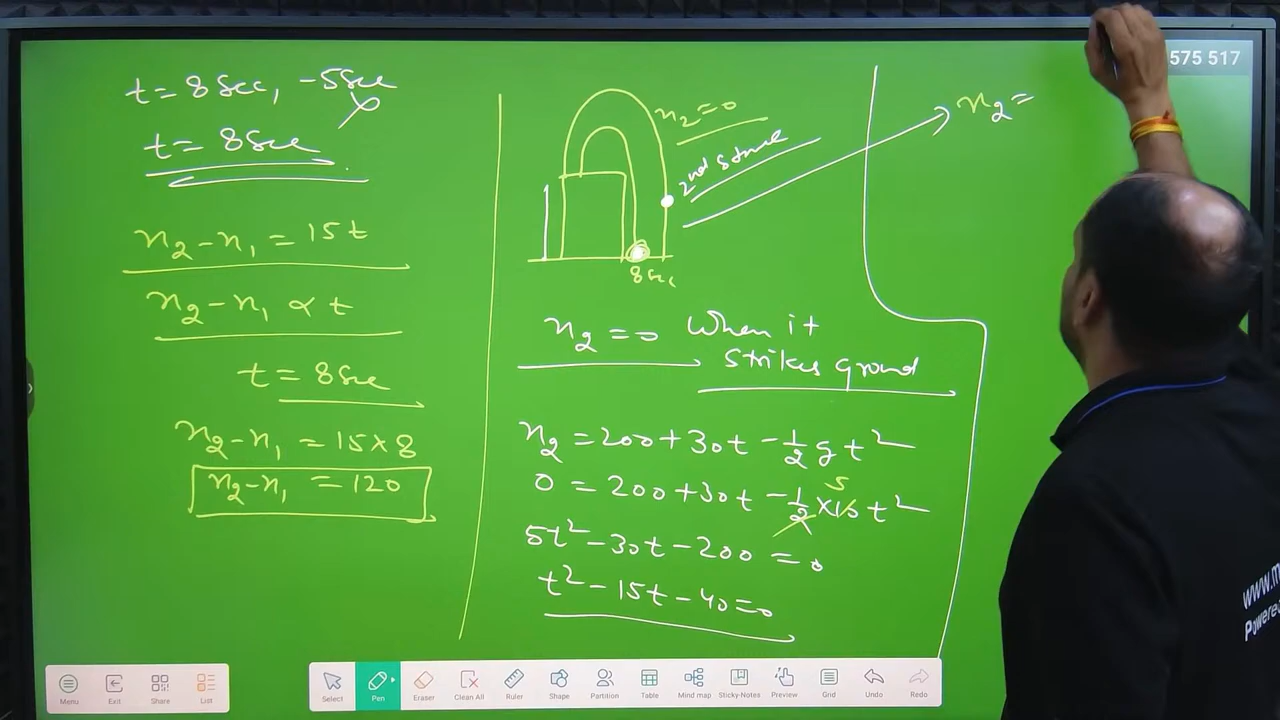 t = 8 Sec, -5 Sec
t = 8 Sec
x₂ - x₁ = 15t
x₂ - x₁ α t
t = 8 Sec
x₂ - x₁ = 15 × 8
x₂ - x₁ = 120
x₂ = 0
2nd Stone
8 Sec
x₂ = 0 When it
strikes ground
x₂ = 200 + 30t - 1/2 g t²
0 = 200 + 30t - 1/2 × 10 t²
5
5t² - 30t - 200 = 0
t² - 15t - 40 = 0
x₂ =
575 517
www.m
Powered
Menu
Exit
Share
List
Select
Pen
Eraser
Clean All
Ruler
Shape
Partition
Table
Mind map
Sticky-Notes
Preview
Grid
Undo
Redo